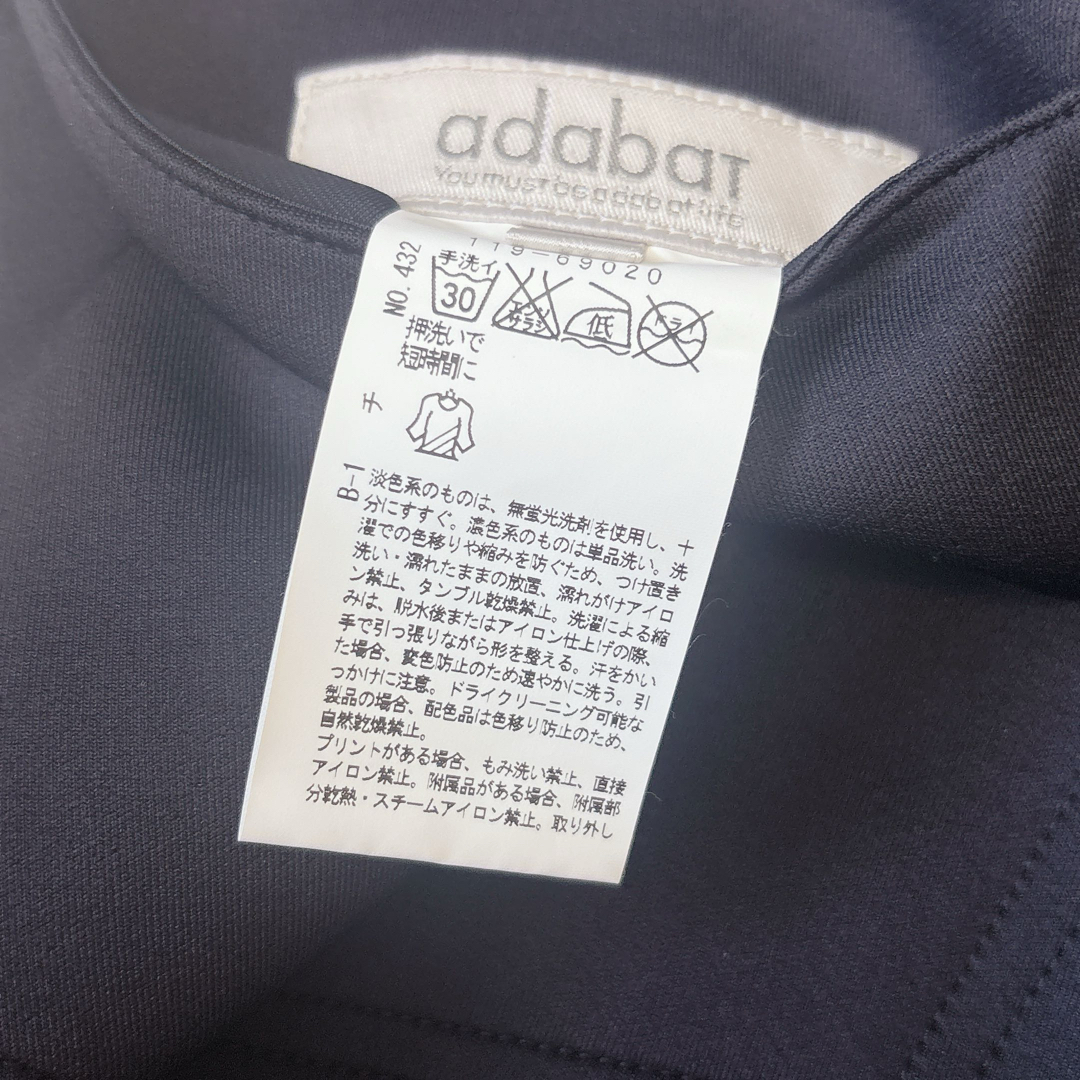 adabat
You must be a dab at life
119-69020
NO. 432
手洗イ
30
エンソ
サラシ
低
ドライ
押洗いで
短時間に
チ
B-1
淡色系のものは、無蛍光洗剤を使用し、十
分にすすぐ。濃色系のものは単品洗い。洗
濯での色移りや縮みを防ぐため、つけ置き
洗い・濡れたままの放置、濡れがけアイロ
ン禁止、タンブル乾燥禁止。洗濯による縮
みは、脱水後またはアイロン仕上げの際、
手で引っ張りながら形を整える。汗をかい
た場合、変色防止のため速やかに洗う。引
っかけに注意。ドライクリーニング可能な
製品の場合、配色品は色移り防止のため、
自然乾燥禁止。
プリントがある場合、もみ洗い禁止、直接
アイロン禁止。附属品がある場合、附属部
分乾熱・スチームアイロン禁止。取り外し